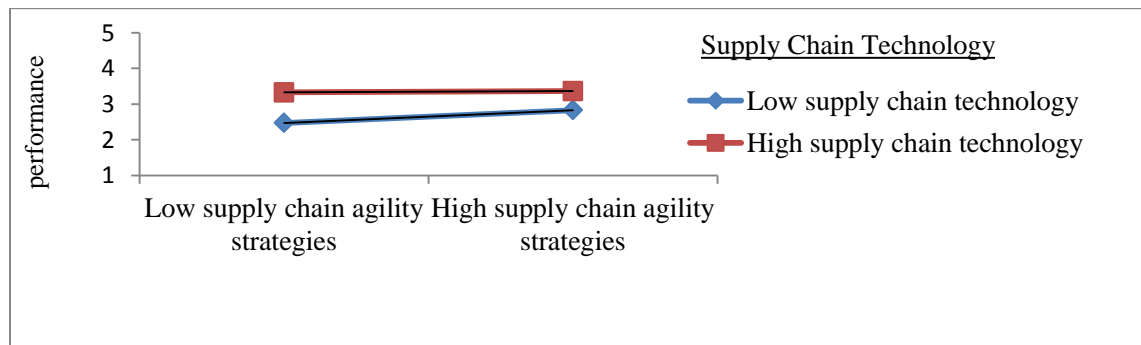 performance
5
4
3
2
1
Low supply chain agility
strategies
High supply chain agility
strategies
Supply Chain Technology
Low supply chain technology
High supply chain technology